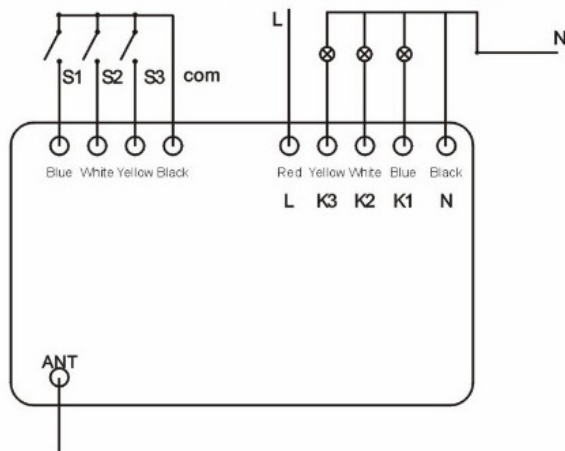 L
N
S1 S2 S3 com
Blue White Yellow Black Red Yellow White Blue Black
L K3 K2 K1 N
ANT